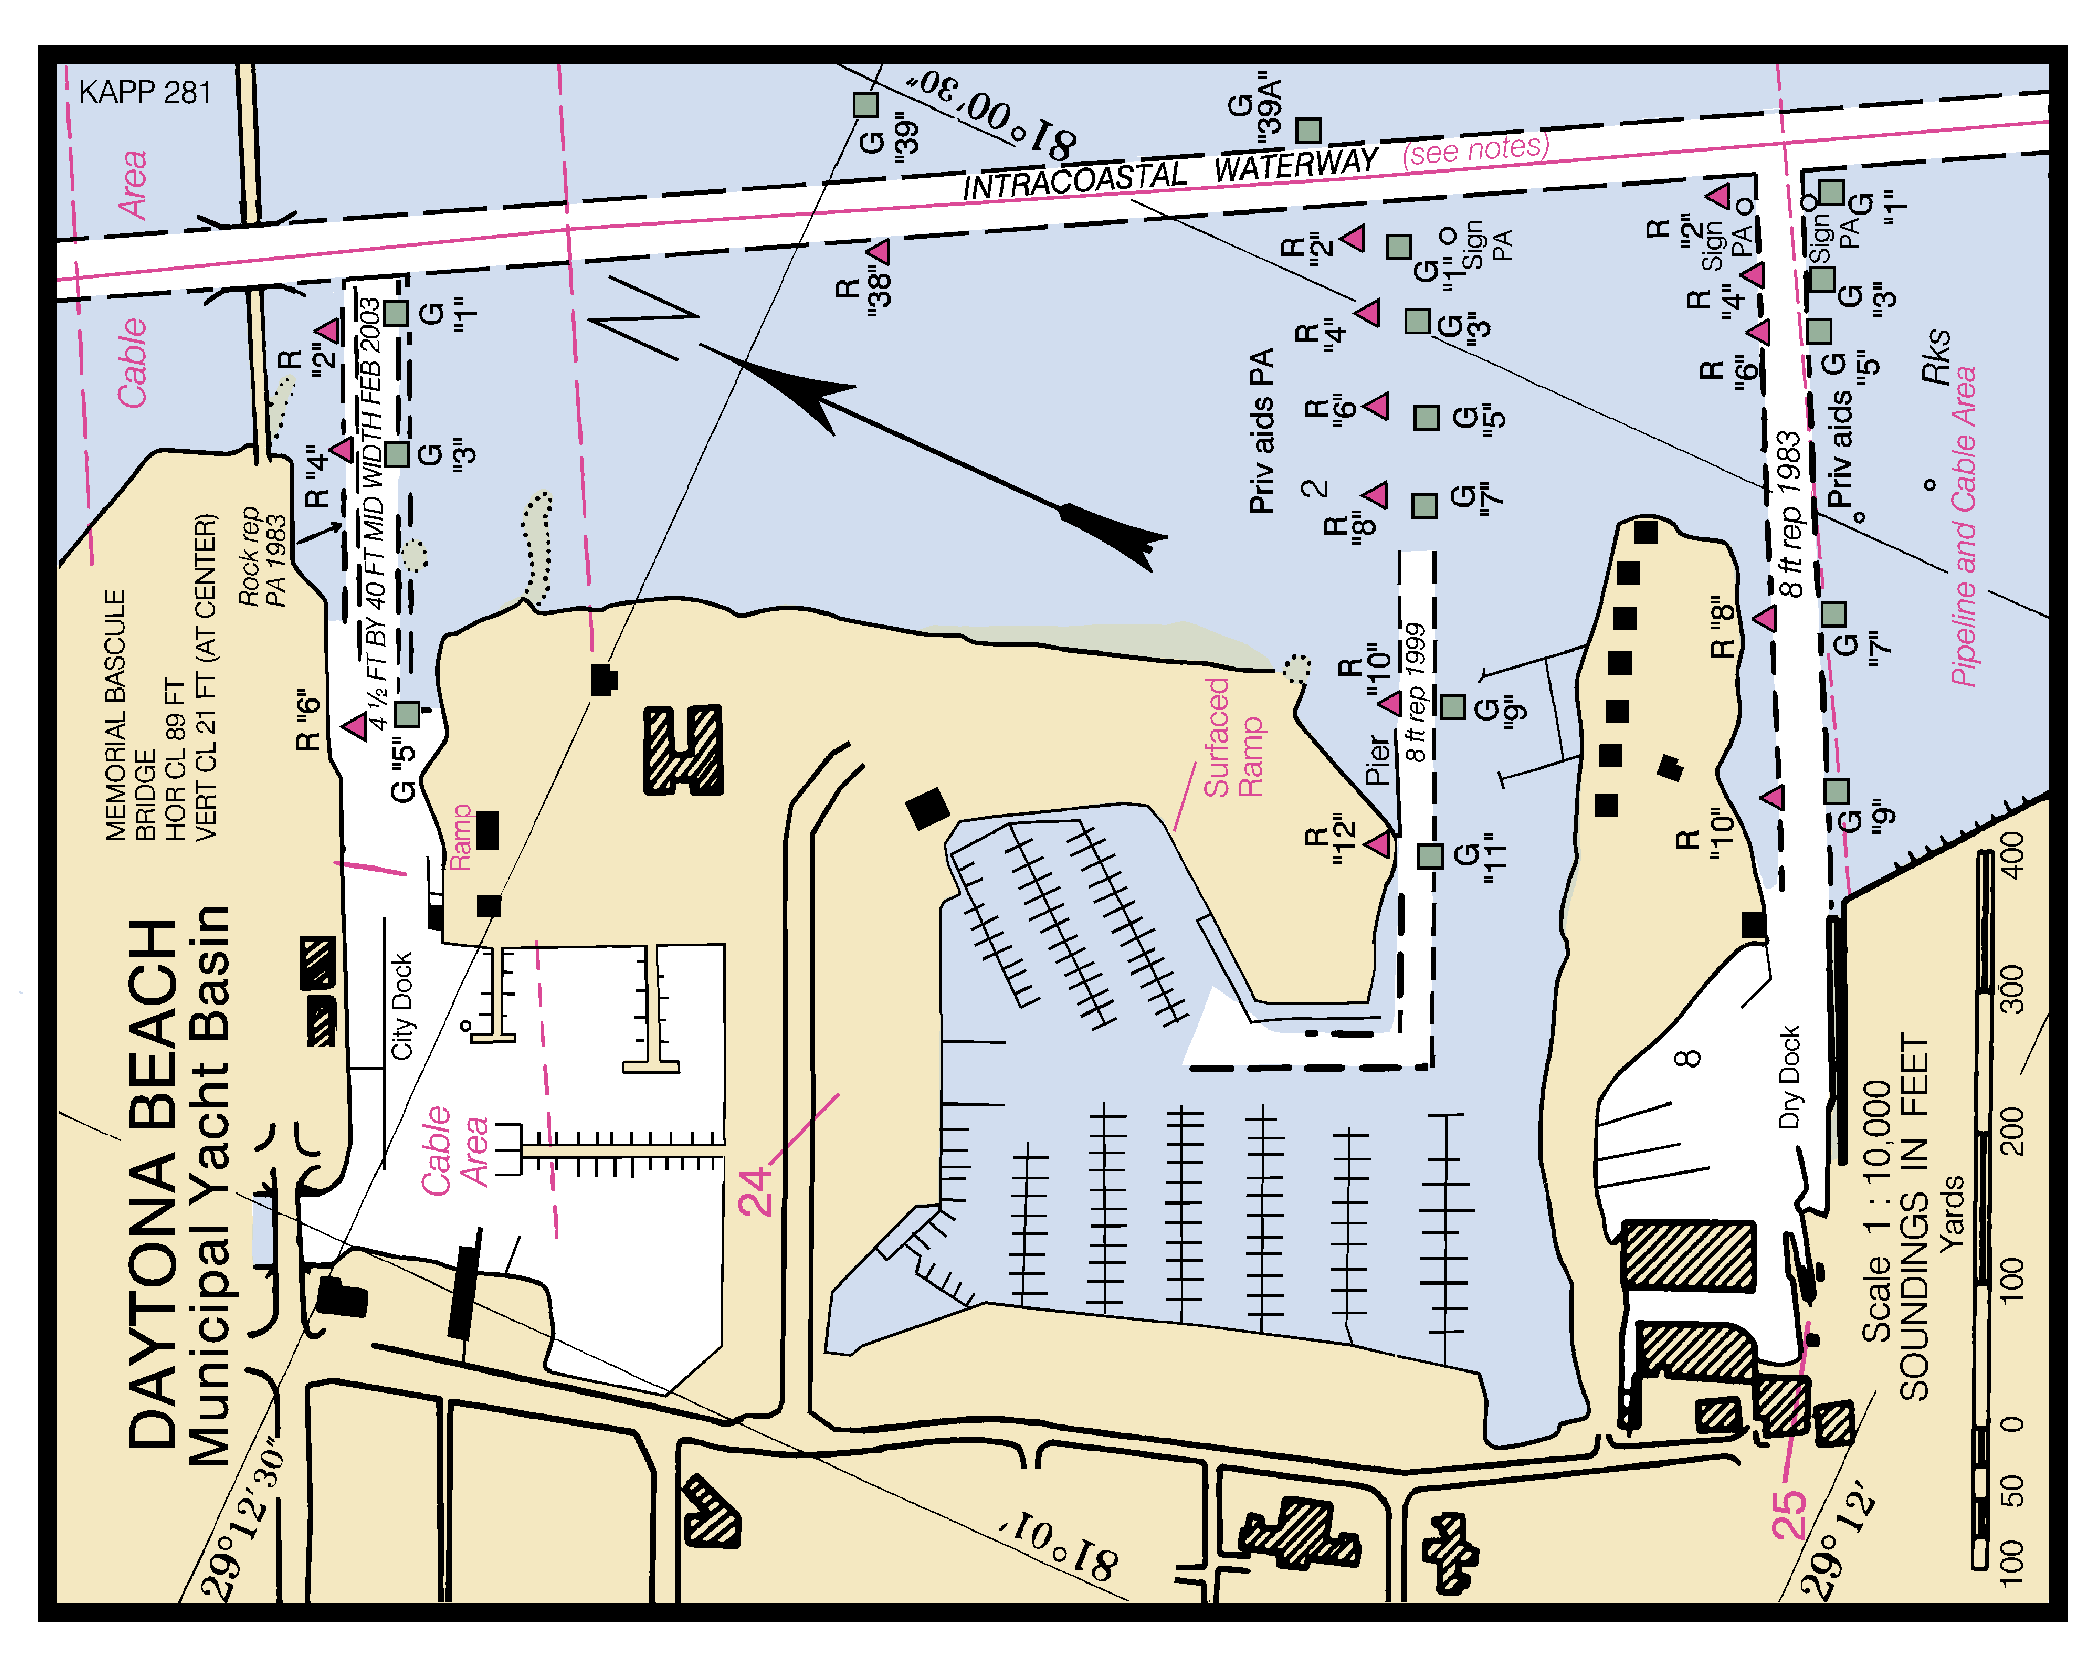 KAPP 281
DAYTONA BEACH
Municipal Yacht Basin
MEMORIAL BASCULE
BRIDGE
HOR CL 89 FT
VERT CL 21 FT (AT CENTER)
Cable Area
Rock rep
PA 1983
R
"2"
R "4"
R "6"
4 ½ FT BY 40 FT MID WIDTH FEB 2003
G
"1"
G
"3"
G "5"
Ramp
City Dock
Cable
Area
24
G
"39"
R
"38"
81°00'30"
G
"39A"
INTRACOASTAL WATERWAY (see notes)
Priv aids PA
R
"2"
R
"4"
R
"6"
2
R
"8"
R
"10"
R
"12"
G
"1"
Sign
PA
G
"3"
G
"5"
G
"7"
G
"9"
G
"11"
Pier
8 ft rep 1999
Surfaced
Ramp
R
"2"
Sign
PA
R
"4"
R
"6"
R "8"
R
"10"
8 ft rep 1983
Sign
PA
G
"1"
G
"3"
G
"5"
Priv aids
G
"7"
G
"9"
Rks
Pipeline and Cable Area
8
Dry Dock
25
Scale 1 : 10,000
SOUNDINGS IN FEET
Yards
100 50 0 100 200 300 400
29°12'30"
81°01'
29°12'